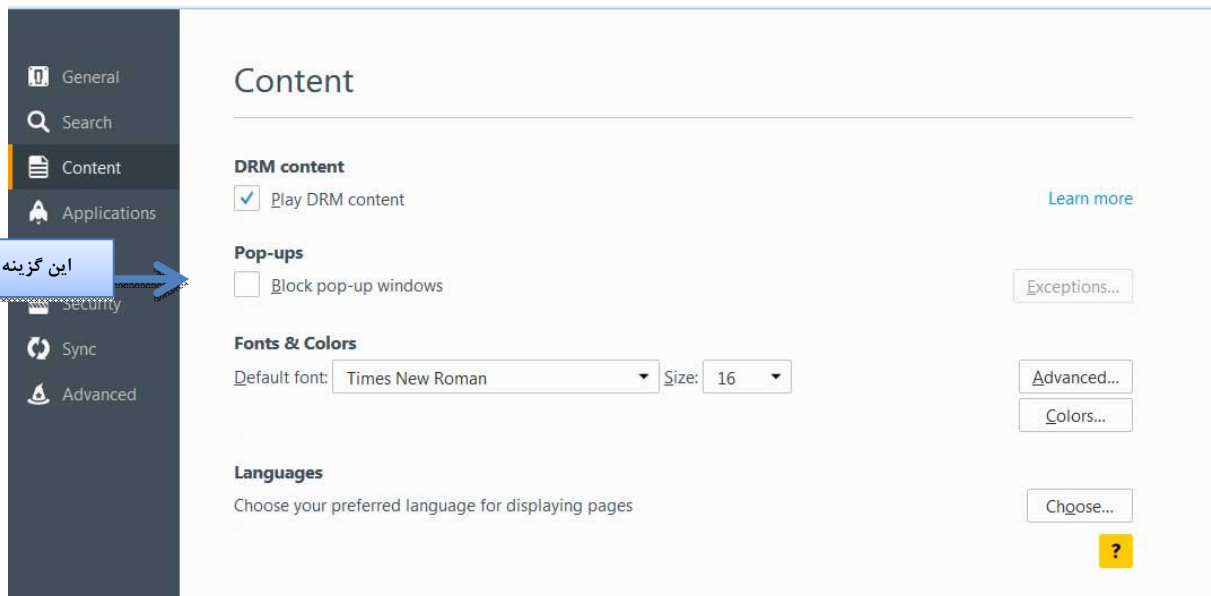 General
Search
Content
Applications
این گزینه
Security
Sync
Advanced
Content
DRM content
Play DRM content
Learn more
Pop-ups
Block pop-up windows
Exceptions...
Fonts & Colors
Default font: Times New Roman Size: 16
Advanced...
Colors...
Languages
Choose your preferred language for displaying pages
Choose...
?